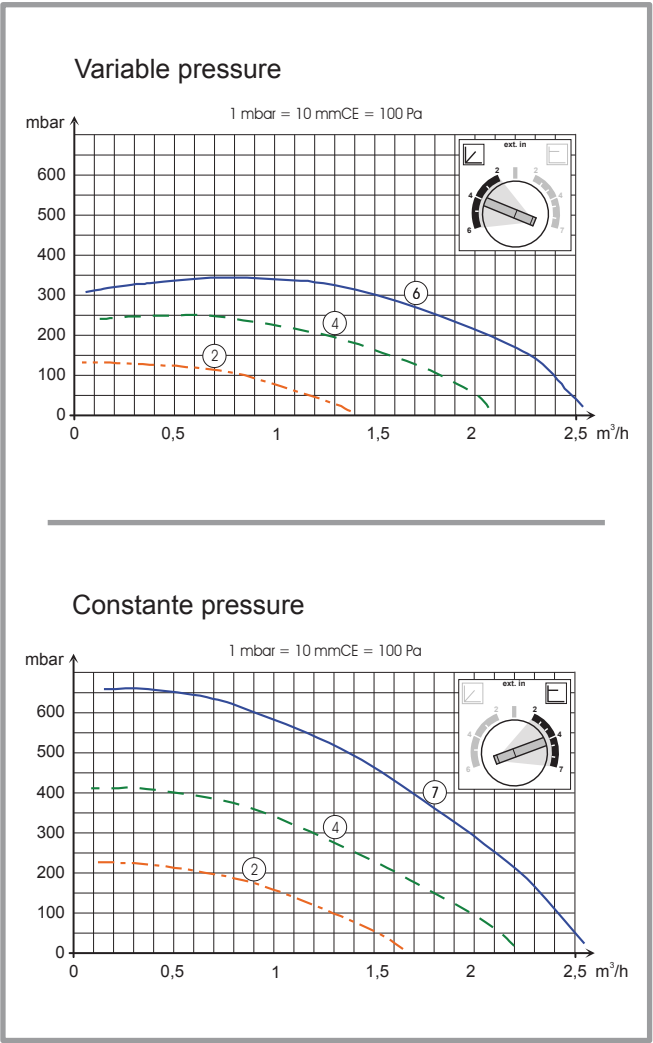 Variable pressure
1 mbar = 10 mmCE = 100 Pa
mbar
ext. in
2 2
4 4
6 7
600
500
400
300
200
100
0
6
4
2
0 0,5 1 1,5 2 2,5 m³/h
Constante pressure
1 mbar = 10 mmCE = 100 Pa
mbar
ext. in
2 2
4 4
6 7
600
500
400
300
200
100
0
7
4
2
0 0,5 1 1,5 2 2,5 m³/h